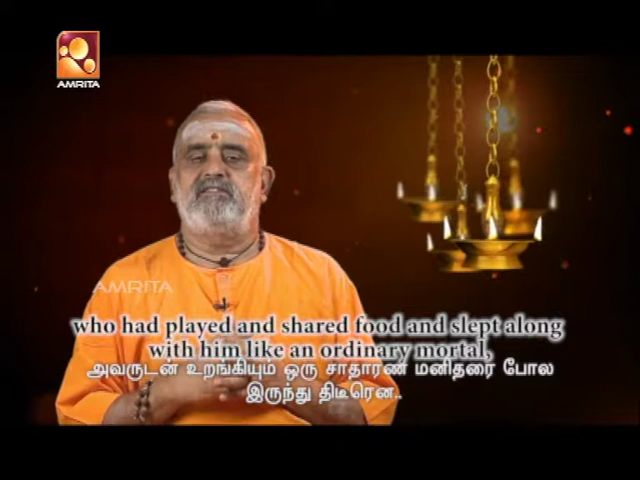 AMRITA
AMRITA
who had played and shared food and slept along
with him like an ordinary mortal,
அவருடன் உறங்கியும் ஒரு சாதாரண மனிதரை போல
இருந்து திடீரென..